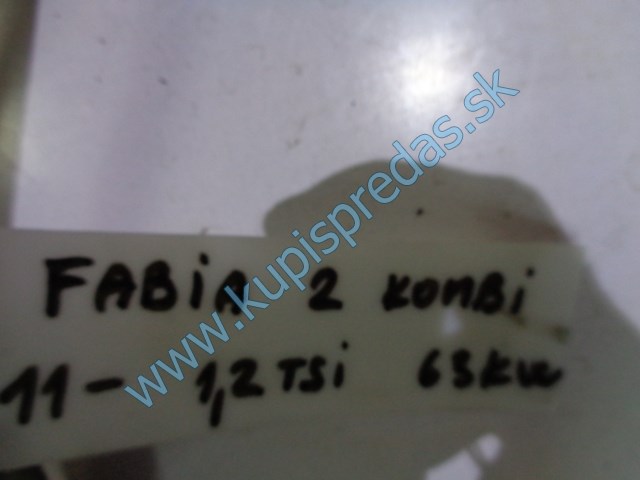 www.kupispredas.sk
FABiA 2 KOMBi
11- 1,2 TSi 63KW